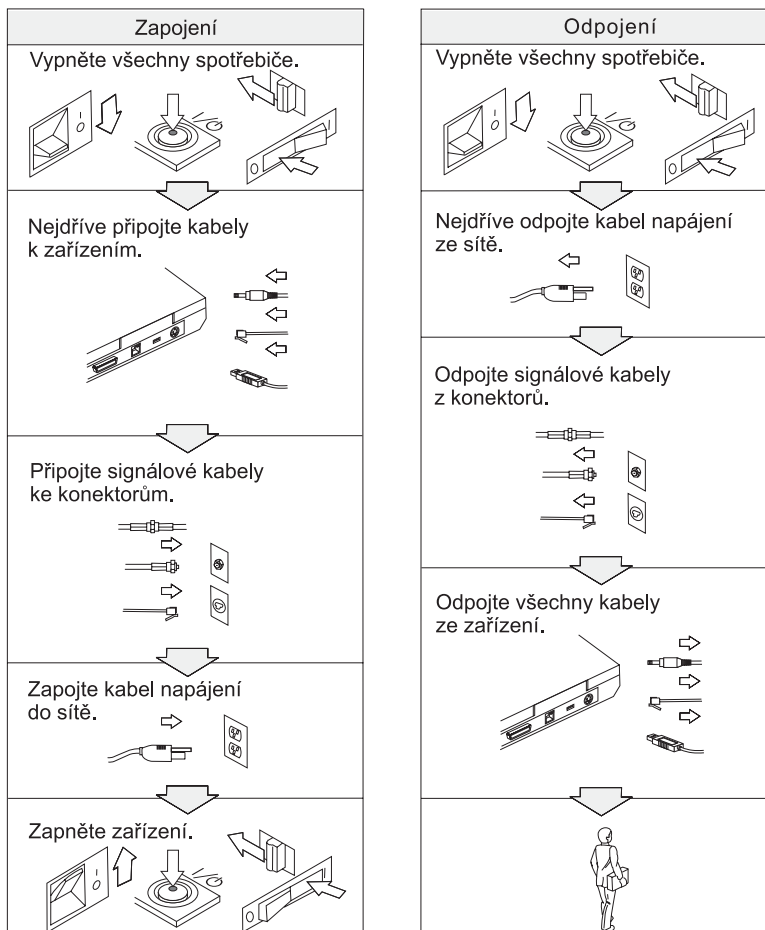 Zapojení
Vypněte všechny spotřebiče.
Nejdříve připojte kabely
k zařízením.
Připojte signálové kabely
ke konektorům.
Zapojte kabel napájení
do sítě.
Zapněte zařízení.
Odpojení
Vypněte všechny spotřebiče.
Nejdříve odpojte kabel napájení
ze sítě.
Odpojte signálové kabely
z konektorů.
Odpojte všechny kabely
ze zařízení.